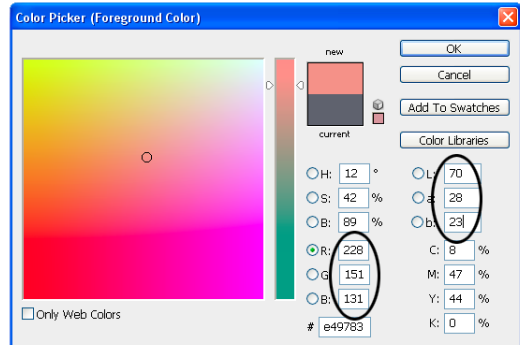 Color Picker (Foreground Color)
new
OK
Cancel
Add To Swatches
current
Color Libraries
H: 12 °
L: 70
S: 42 %
a: 28
B: 89 %
b: 23
R: 228
C: 8 %
G: 151
M: 47 %
B: 131
Y: 44 %
Only Web Colors
# e49783
K: 0 %